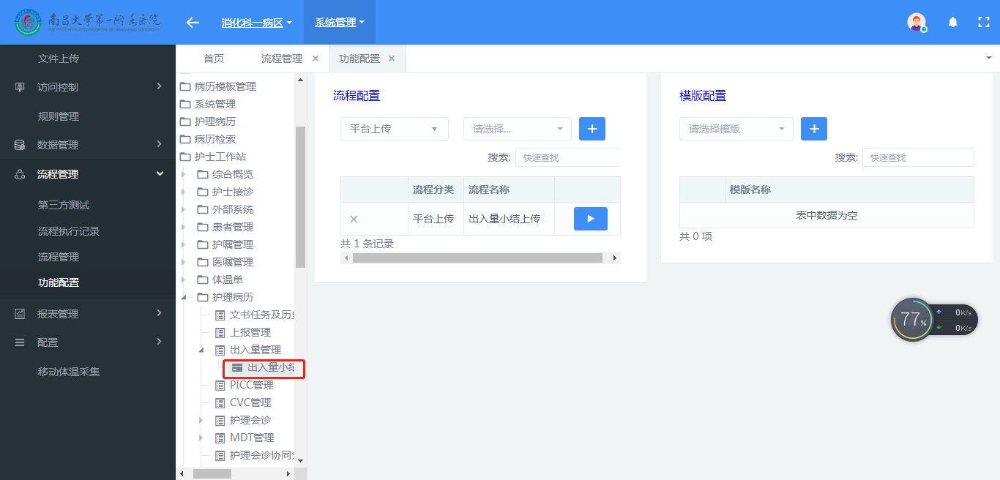 南昌大学第一附属医院
THE FIRST AFFILIATED HOSPITAL OF NANCHANG UNIVERSITY
消化科一病区
系统管理
首页
流程管理
功能配置
文件上传
访问控制
规则管理
数据管理
流程管理
第三方测试
流程执行记录
流程管理
功能配置
报表管理
配置
移动体温采集
病历模板管理
系统管理
护理病历
病历检索
护士工作站
综合概览
护士接诊
外部系统
患者管理
护嘱管理
医嘱管理
体温单
护理病历
文书任务及历
上报管理
出入量管理
出入量小结
PICC管理
CVC管理
护理会诊
MDT管理
护理会诊协同
流程配置
平台上传 请选择...
搜索: 快速查找
流程分类 流程名称
平台上传 出入量小结上传
共 1 条记录
模版配置
请选择模版
搜索: 快速查找
模版名称
表中数据为空
共 0 项
77% 0K/s
0K/s